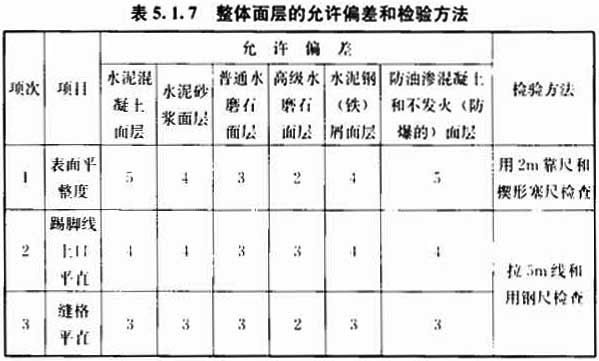 表 5.1.7 整体面层的允许偏差和检验方法
项次 项目 允许偏差 检验方法
水泥混凝土面层 水泥砂浆面层 普通水磨石面层 高级水磨石面层 水泥钢(铁)屑面层 防油渗混凝土和不发火(防爆的)面层
1 表面平整度 5 4 3 2 4 5 用2m靠尺和楔形塞尺检查
2 踢脚线上口平直 4 4 3 3 4 4 拉5m线和用钢尺检查
3 缝格平直 3 3 3 2 3 3